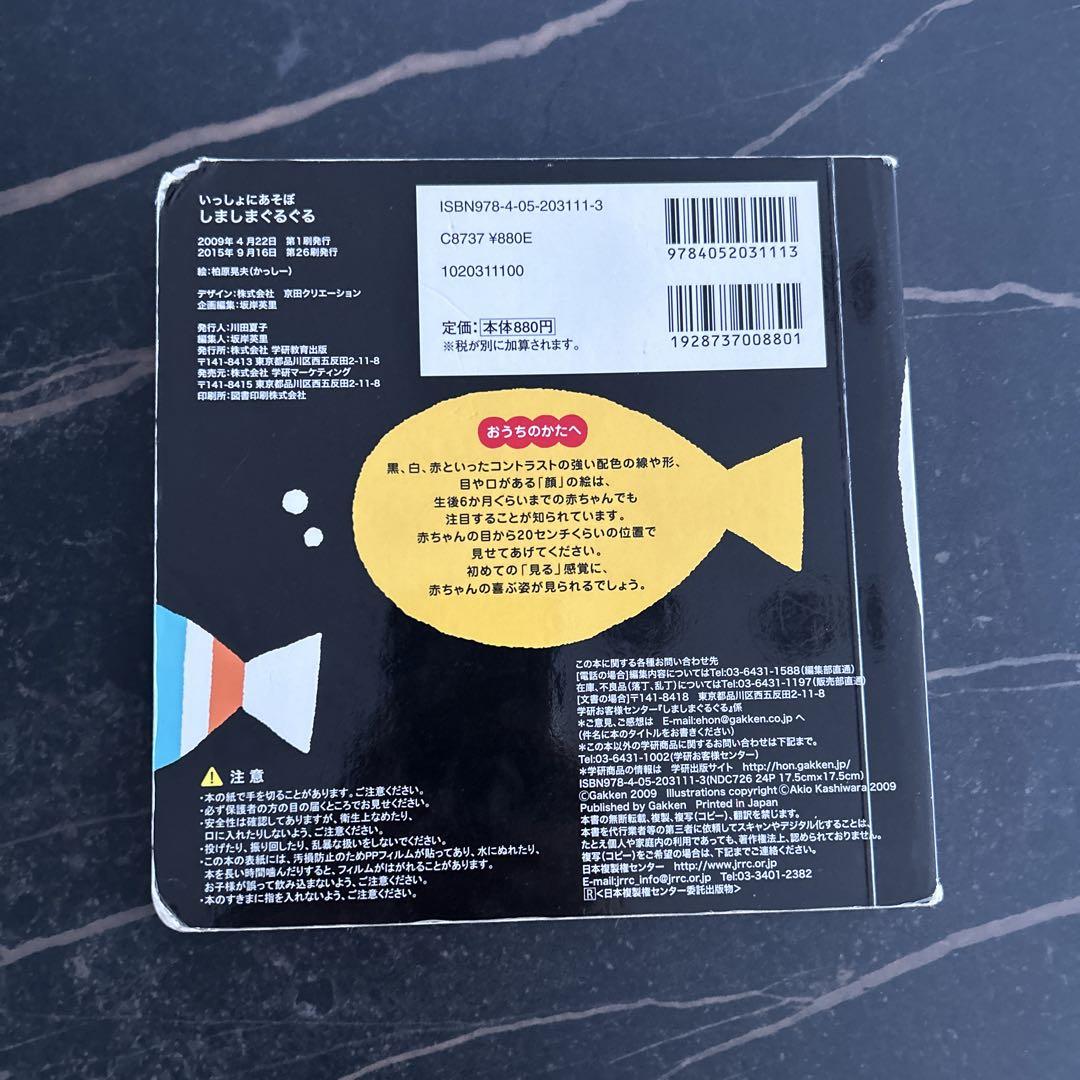 いっしょにあそぼ
しましまぐるぐる
2009年 4月22日　第1刷発行
2015年 9月16日　第26刷発行
絵:柏原晃夫(かっしー)
デザイン:株式会社　京田クリエーション
企画編集:坂岸英里
発行人:川田夏子
編集人:坂岸英里
発行所:株式会社 学研教育出版
〒141-8413 東京都品川区西五反田2-11-8
発売元:株式会社 学研マーケティング
〒141-8415 東京都品川区西五反田2-11-8
印刷所:図書印刷株式会社
ISBN978-4-05-203111-3
C8737 ¥880E
1020311100
定価:本体880円
※税が別に加算されます。
9784052031113
1928737008801
おうちのかたへ
黒、白、赤といったコントラストの強い配色の線や形、
目や口がある「顔」の絵は、
生後6か月ぐらいまでの赤ちゃんでも
注目することが知られています。
赤ちゃんの目から20センチくらいの位置で
見せてあげてください。
初めての「見る」感覚に、
赤ちゃんの喜ぶ姿が見られるでしょう。
この本に関する各種お問い合わせ先
[電話の場合]編集内容についてはTel:03-6431-1588(編集部直通)
在庫、不良品(落丁、乱丁)についてはTel:03-6431-1197(販売部直通)
[文書の場合]〒141-8418　東京都品川区西五反田2-11-8
学研お客様センター『しましまぐるぐる』係
＊ご意見、ご感想は　E-mail:ehon@gakken.co.jp へ
(件名に本のタイトルをお書きください)
＊この本以外の学研商品に関するお問い合わせは下記まで。
Tel:03-6431-1002(学研お客様センター)
＊学研商品の情報は　学研出版サイト　http://hon.gakken.jp/
ISBN978-4-05-203111-3(NDC726 24P 17.5cm×17.5cm)
©Gakken 2009　Illustrations copyright ©Akio Kashiwara 2009
Published by Gakken　Printed in Japan
本書の無断転載、複製、複写(コピー)、翻訳を禁じます。
本書を代行業者等の第三者に依頼してスキャンやデジタル化することは、
たとえ個人や家庭内の利用であっても、著作権法上、認められておりません。
複写(コピー)をご希望の場合は、下記までご連絡ください。
日本複製権センター　http://www.jrrc.or.jp
E-mail:jrrc_info@jrrc.or.jp　Tel:03-3401-2382
R<日本複製権センター委託出版物>
注意
・本の紙で手を切ることがあります。ご注意ください。
・必ず保護者の方の目の届くところでお見せください。
・安全性は確認してありますが、衛生上なめたり、
口に入れたりしないよう、ご注意ください。
・投げたり、振り回したり、乱暴な扱いをしないでください。
・この本の表紙には、汚損防止のためPPフィルムが貼ってあり、水にぬれたり、
本を長い時間噛んだりすると、フィルムがはがれることがあります。
お子様が誤って飲み込まないよう、ご注意ください。
・本のすきまに指を入れないよう、ご注意ください。